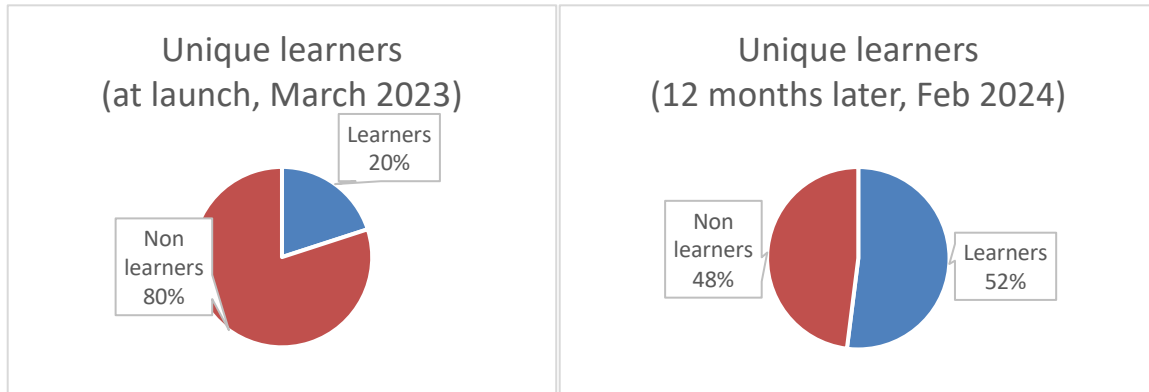 Unique learners
(at launch, March 2023)
Learners
20%
Non
learners
80%
Unique learners
(12 months later, Feb 2024)
Non
learners
48%
Learners
52%